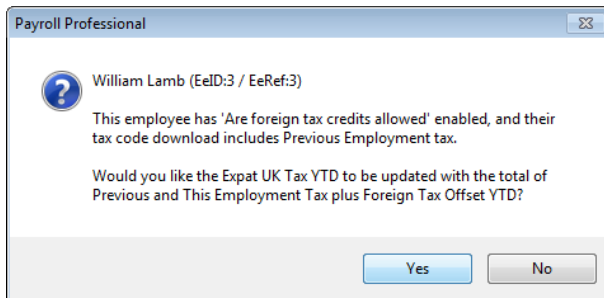 Payroll Professional
William Lamb (EeID:3 / EeRef:3)
This employee has 'Are foreign tax credits allowed' enabled, and their
tax code download includes Previous Employment tax.
Would you like the Expat UK Tax YTD to be updated with the total of
Previous and This Employment Tax plus Foreign Tax Offset YTD?
Yes
No